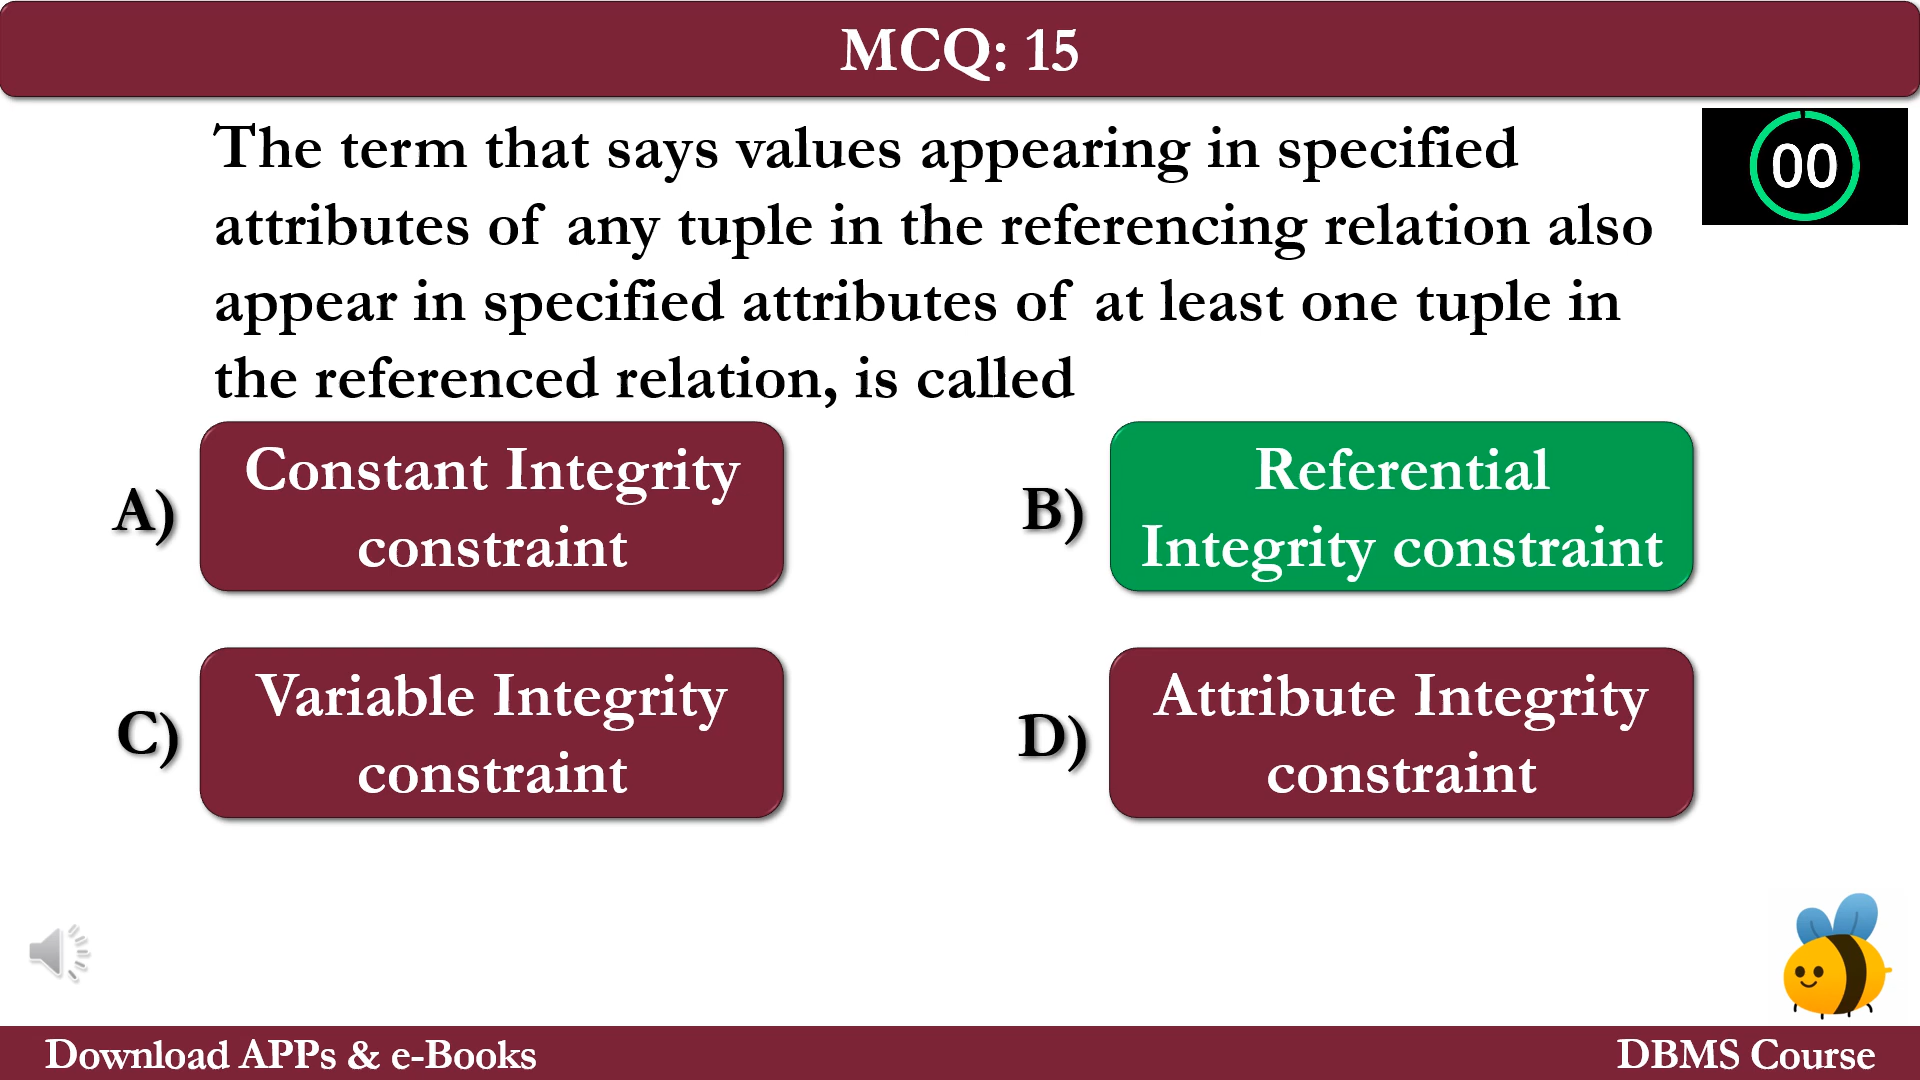 MCQ: 15
The term that says values appearing in specified
00
attributes of any tuple in the referencing relation also
appear in specified attributes of at least one tuple in
the referenced relation, is called
A)
Constant Integrity
constraint
B)
Referential
Integrity constraint
C)
Variable Integrity
constraint
D)
Attribute Integrity
constraint
Download APPs & e-Books
DBMS Course